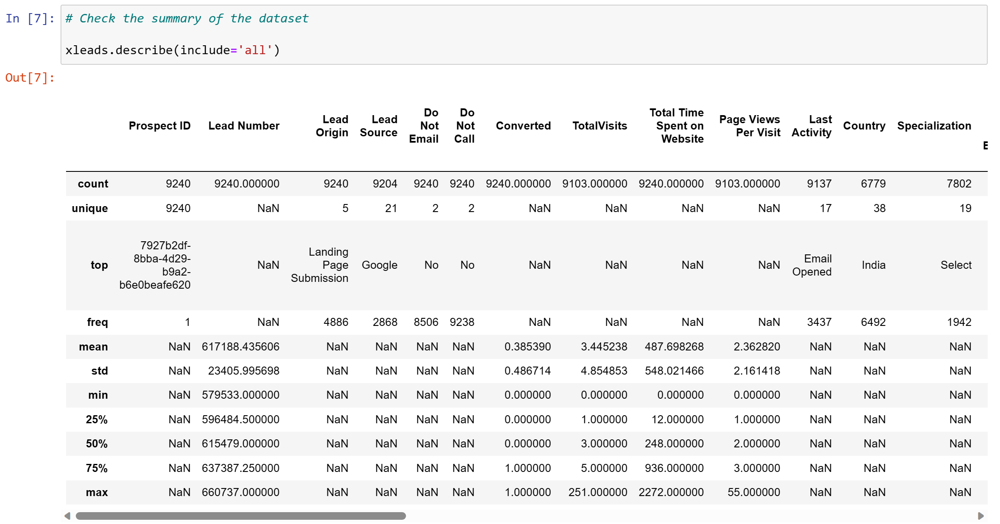 In [7]: # Check the summary of the dataset
xleads.describe(include='all')
Out[7]:
Prospect ID Lead Number Lead Origin Lead Source Do Not Email Do Not Call Converted TotalVisits Total Time Spent on Website Page Views Per Visit Last Activity Country Specialization E
count 9240 9240.000000 9240 9204 9240 9240 9240.000000 9103.000000 9240.000000 9103.000000 9137 6779 7802
unique 9240 NaN 5 21 2 2 NaN NaN NaN NaN 17 38 19
top 7927b2df-8bba-4d29-b9a2-b6e0beafe620 NaN Landing Page Submission Google No No NaN NaN NaN NaN Email Opened India Select
freq 1 NaN 4886 2868 8506 9238 NaN NaN NaN NaN 3437 6492 1942
mean NaN 617188.435606 NaN NaN NaN NaN 0.385390 3.445238 487.698268 2.362820 NaN NaN NaN
std NaN 23405.995698 NaN NaN NaN NaN 0.486714 4.854853 548.021466 2.161418 NaN NaN NaN
min NaN 579533.000000 NaN NaN NaN NaN 0.000000 0.000000 0.000000 0.000000 NaN NaN NaN
25% NaN 596484.500000 NaN NaN NaN NaN 0.000000 1.000000 12.000000 1.000000 NaN NaN NaN
50% NaN 615479.000000 NaN NaN NaN NaN 0.000000 3.000000 248.000000 2.000000 NaN NaN NaN
75% NaN 637387.250000 NaN NaN NaN NaN 1.000000 5.000000 936.000000 3.000000 NaN NaN NaN
max NaN 660737.000000 NaN NaN NaN NaN 1.000000 251.000000 2272.000000 55.000000 NaN NaN NaN